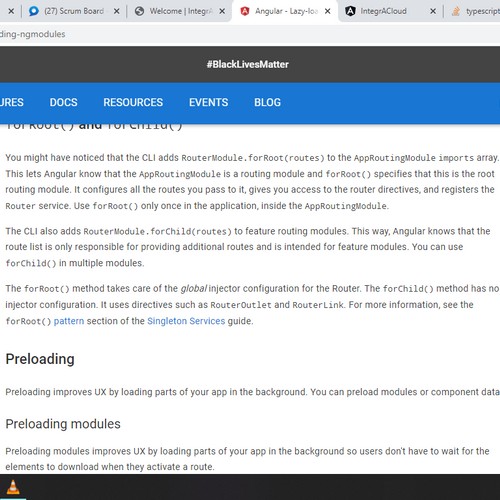 (27) Scrum Board
Welcome | Integr
Angular - Lazy-loa
IntegrACloud
typescript
ding-ngmodules
#BlackLivesMatter
URES DOCS RESOURCES EVENTS BLOG
forRoot() and forChild()
You might have noticed that the CLI adds RouterModule.forRoot(routes) to the AppRoutingModule imports array.
This lets Angular know that the AppRoutingModule is a routing module and forRoot() specifies that this is the root
routing module. It configures all the routes you pass to it, gives you access to the router directives, and registers the
Router service. Use forRoot() only once in the application, inside the AppRoutingModule.
The CLI also adds RouterModule.forChild(routes) to feature routing modules. This way, Angular knows that the
route list is only responsible for providing additional routes and is intended for feature modules. You can use
forChild() in multiple modules.
The forRoot() method takes care of the global injector configuration for the Router. The forChild() method has no
injector configuration. It uses directives such as RouterOutlet and RouterLink. For more information, see the
forRoot() pattern section of the Singleton Services guide.
Preloading
Preloading improves UX by loading parts of your app in the background. You can preload modules or component data
Preloading modules
Preloading modules improves UX by loading parts of your app in the background so users don't have to wait for the
elements to download when they activate a route.